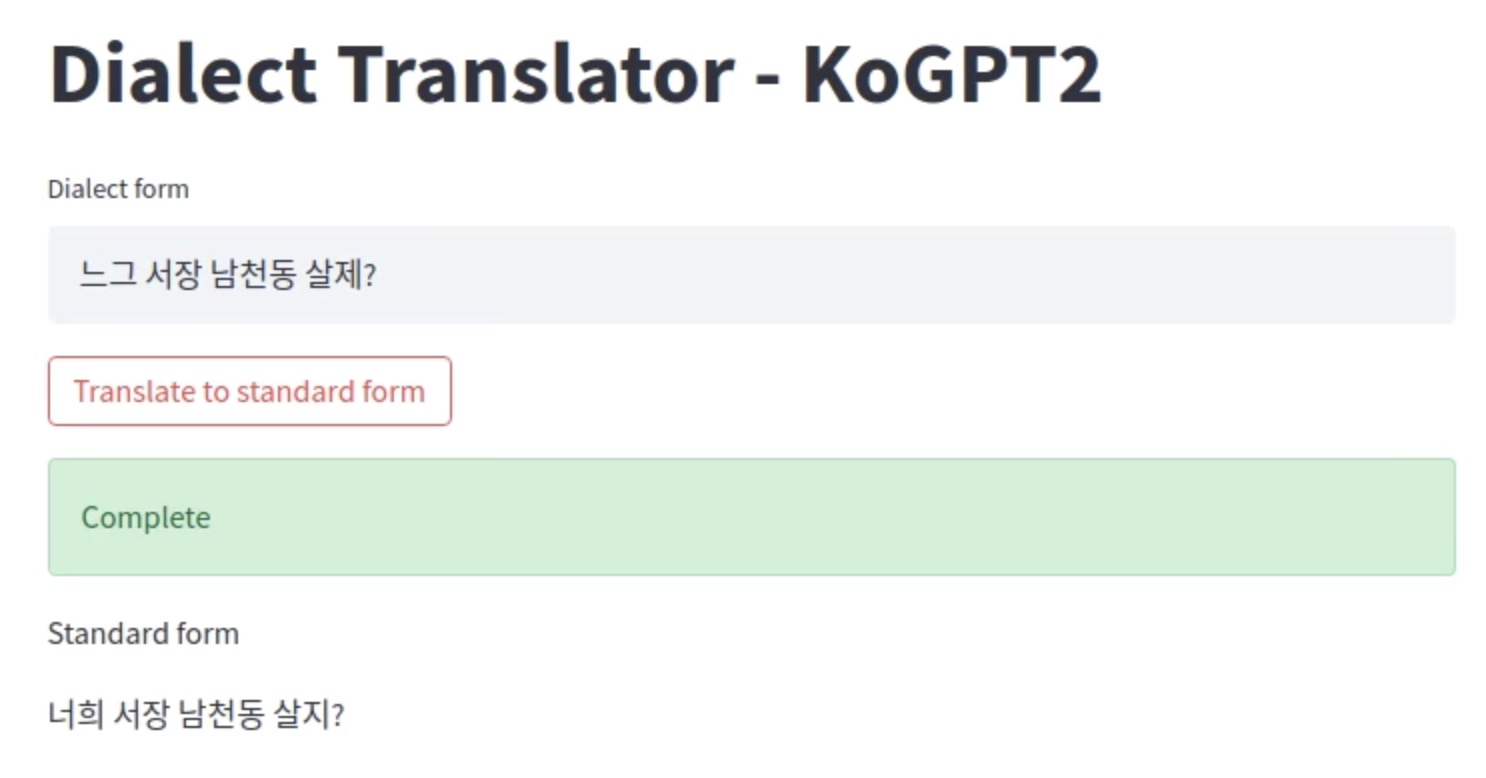 Dialect Translator - KoGPT2
Dialect form
느그 서장 남천동 살제?
Translate to standard form
Complete
Standard form
너희 서장 남천동 살지?